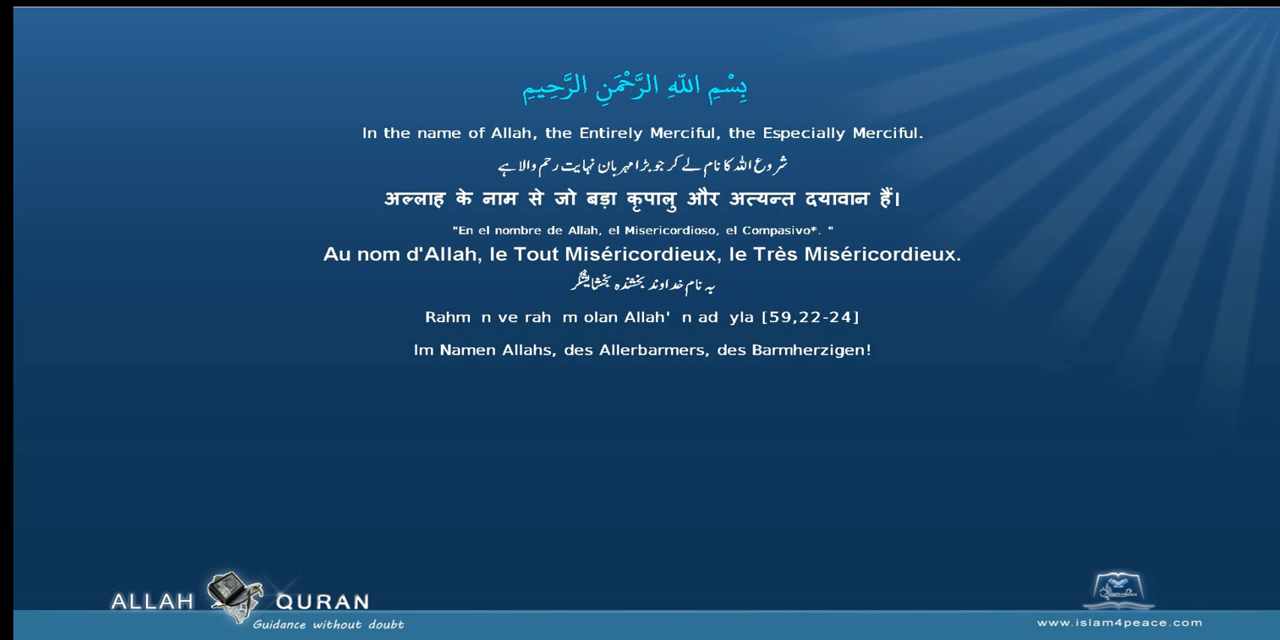 بِسْمِ اللّهِ الرَّحْمَنِ الرَّحِيمِ
In the name of Allah, the Entirely Merciful, the Especially Merciful.
شروع الله کا نام لے کر جو بڑا مہربان نہایت رحم والا ہے
अल्लाह के नाम से जो बड़ा कृपालु और अत्यन्त दयावान हैं।
"En el nombre de Allah, el Misericordioso, el Compasivo*. "
Au nom d'Allah, le Tout Miséricordieux, le Très Miséricordieux.
به نام خداوند بخشنده بخشایشگر
Rahm n ve rah m olan Allah' n ad yla [59,22-24]
Im Namen Allahs, des Allerbarmers, des Barmherzigen!
ALLAH QURAN
Guidance without doubt
www.islam4peace.com